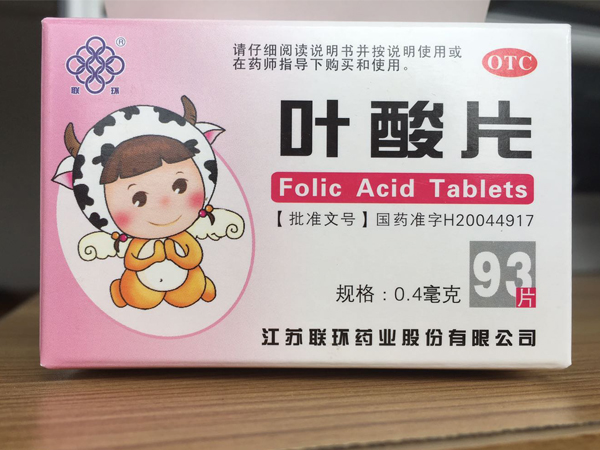 ®
联环
请仔细阅读说明书并按说明使用或
在药师指导下购买和使用。
OTC
叶酸片
Folic Acid Tablets
【批准文号】国药准字H20044917
规格：0.4毫克
93片
江苏联环药业股份有限公司